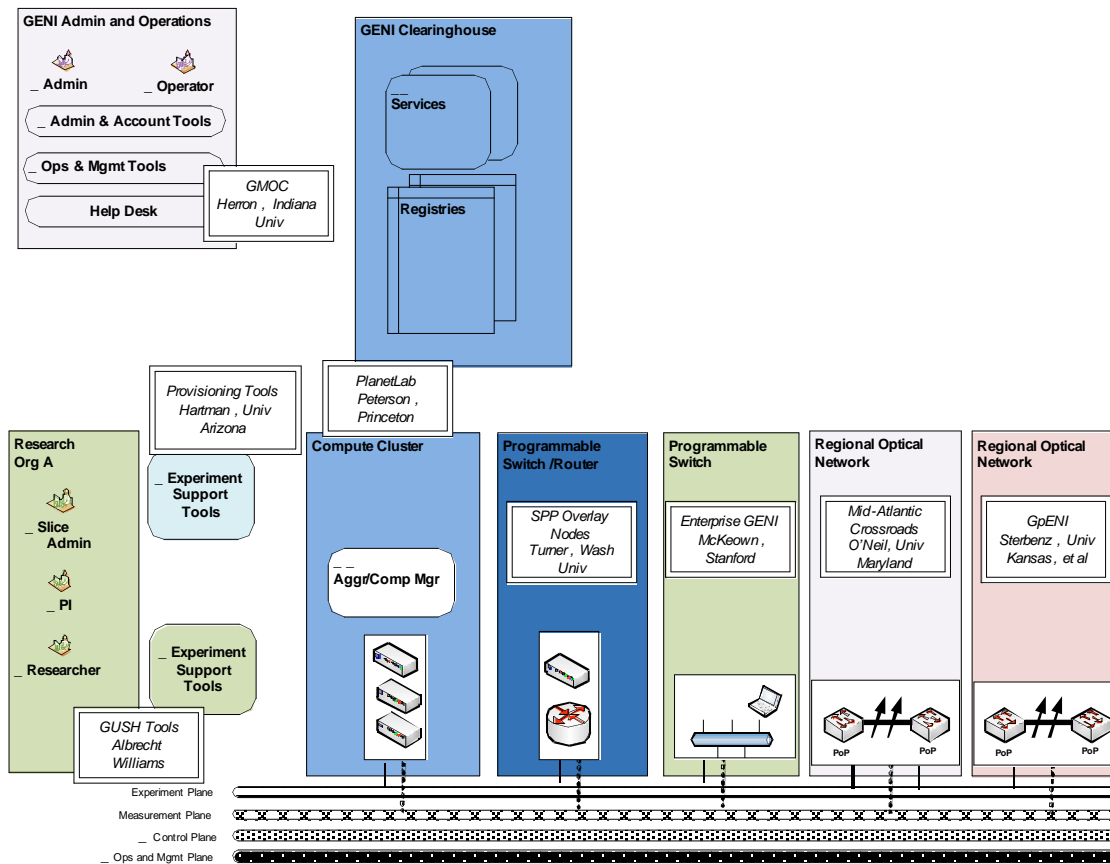 GENI Admin and Operations
_ Admin
_ Operator
_ Admin & Account Tools
_ Ops & Mgmt Tools
Help Desk
GMOC
Herron , Indiana
Univ
GENI Clearinghouse
_ _
Services
Registries
Provisioning Tools
Hartman , Univ
Arizona
PlanetLab
Peterson ,
Princeton
Research
Org A
_ Slice
Admin
_ PI
_ Researcher
_ Experiment
Support
Tools
_ Experiment
Support
Tools
GUSH Tools
Albrecht
Williams
Compute Cluster
_ _
Aggr/Comp Mgr
Programmable
Switch /Router
SPP Overlay
Nodes
Turner , Wash
Univ
Programmable
Switch
Enterprise GENI
McKeown ,
Stanford
Regional Optical
Network
Mid-Atlantic
Crossroads
O'Neil, Univ
Maryland
PoP
PoP
Regional Optical
Network
GpENI
Sterbenz , Univ
Kansas, et al
PoP
PoP
Experiment Plane
Measurement Plane
_ Control Plane
_ Ops and Mgmt Plane